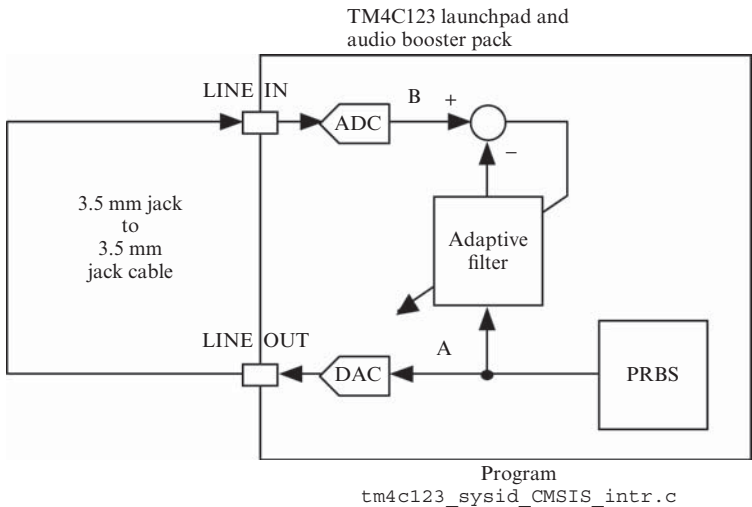 TM4C123 launchpad and
audio booster pack
LINE IN
ADC
B
+
−
3.5 mm jack
to
3.5 mm
jack cable
Adaptive
filter
LINE OUT
DAC
A
PRBS
Program
tm4c123_sysid_CMSIS_intr.c